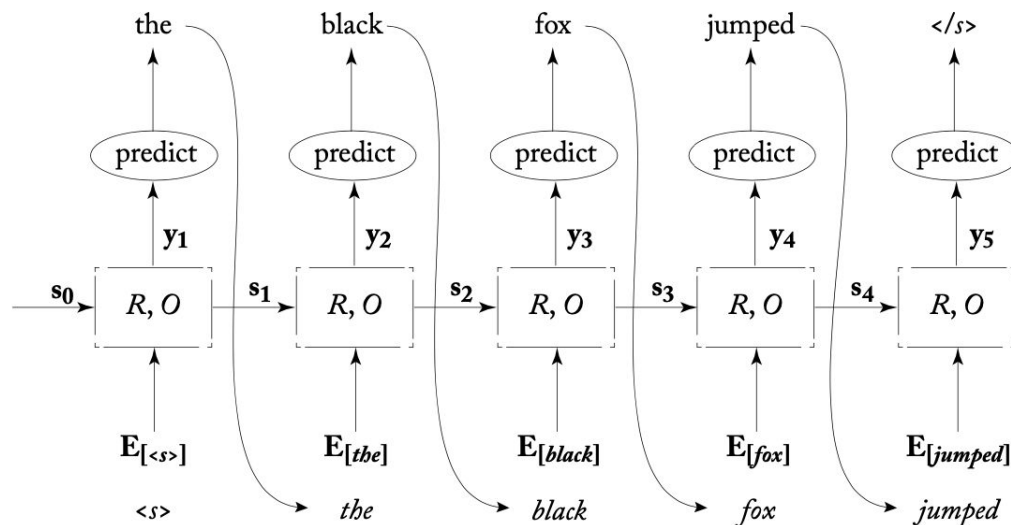 the black fox jumped </s>
predict predict predict predict predict
y₁ y₂ y₃ y₄ y₅
s₀ s₁ s₂ s₃ s₄
R, O R, O R, O R, O R, O
E[<s>] E[the] E[black] E[fox] E[jumped]
<s> the black fox jumped